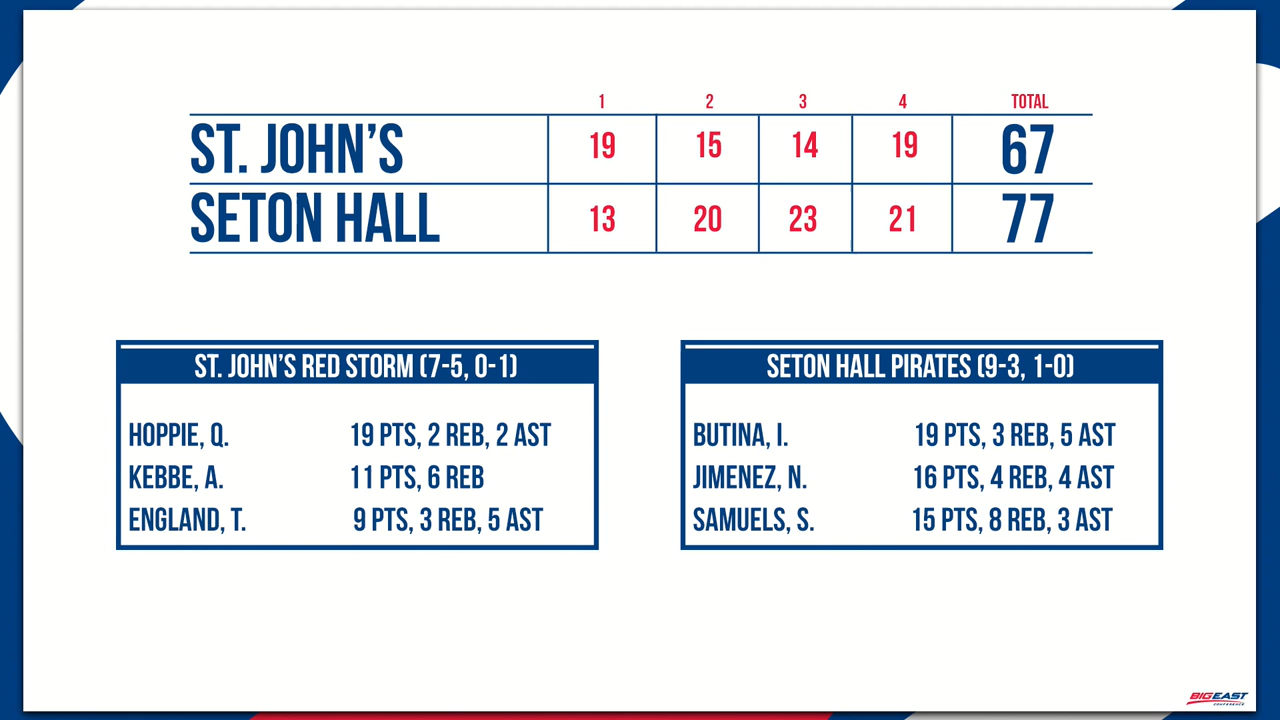 1 2 3 4 TOTAL
ST. JOHN'S 19 15 14 19 67
SETON HALL 13 20 23 21 77
ST. JOHN'S RED STORM (7-5, 0-1)
HOPPIE, Q. 19 PTS, 2 REB, 2 AST
KEBBE, A. 11 PTS, 6 REB
ENGLAND, T. 9 PTS, 3 REB, 5 AST
SETON HALL PIRATES (9-3, 1-0)
BUTINA, I. 19 PTS, 3 REB, 5 AST
JIMENEZ, N. 16 PTS, 4 REB, 4 AST
SAMUELS, S. 15 PTS, 8 REB, 3 AST
BIGEAST
CONFERENCE